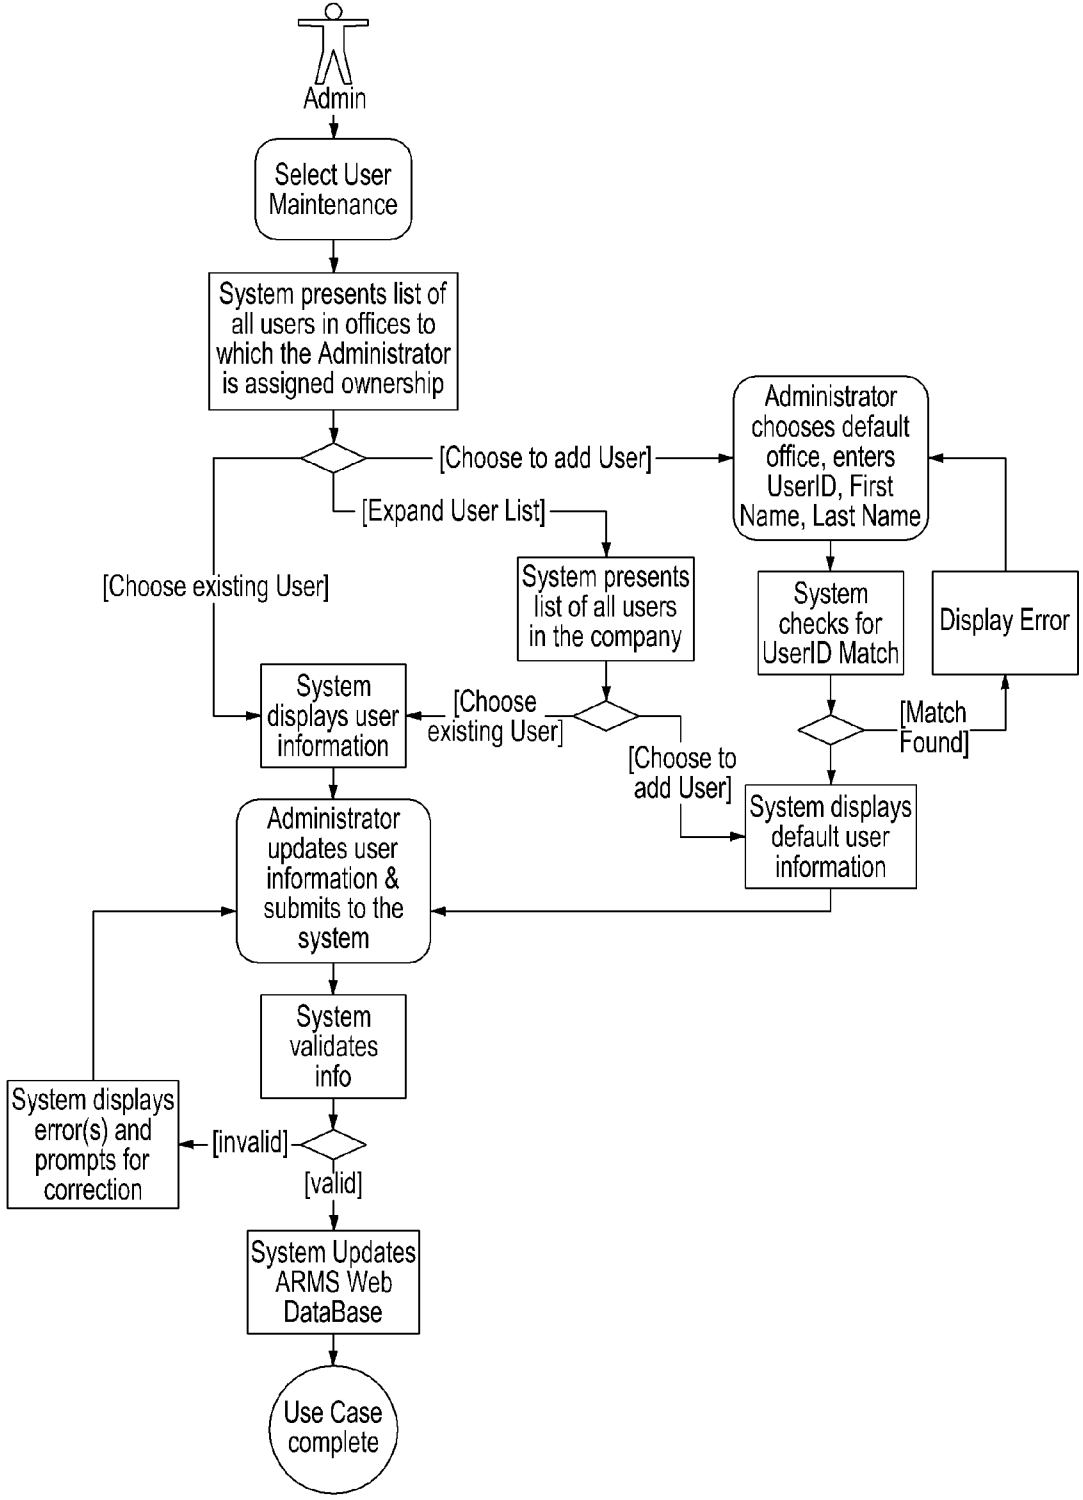 Admin
Select User
Maintenance
System presents list of
all users in offices to
which the Administrator
is assigned ownership
[Choose to add User]
[Expand User List]
[Choose existing User]
Administrator
chooses default
office, enters
UserID, First
Name, Last Name
System presents
list of all users
in the company
System
checks for
UserID Match
Display Error
System
displays user
information
[Choose
existing User]
[Choose to
add User]
[Match
Found]
System displays
default user
information
Administrator
updates user
information &
submits to the
system
System
validates
info
System displays
error(s) and
prompts for
correction
[invalid]
[valid]
System Updates
ARMS Web
DataBase
Use Case
complete